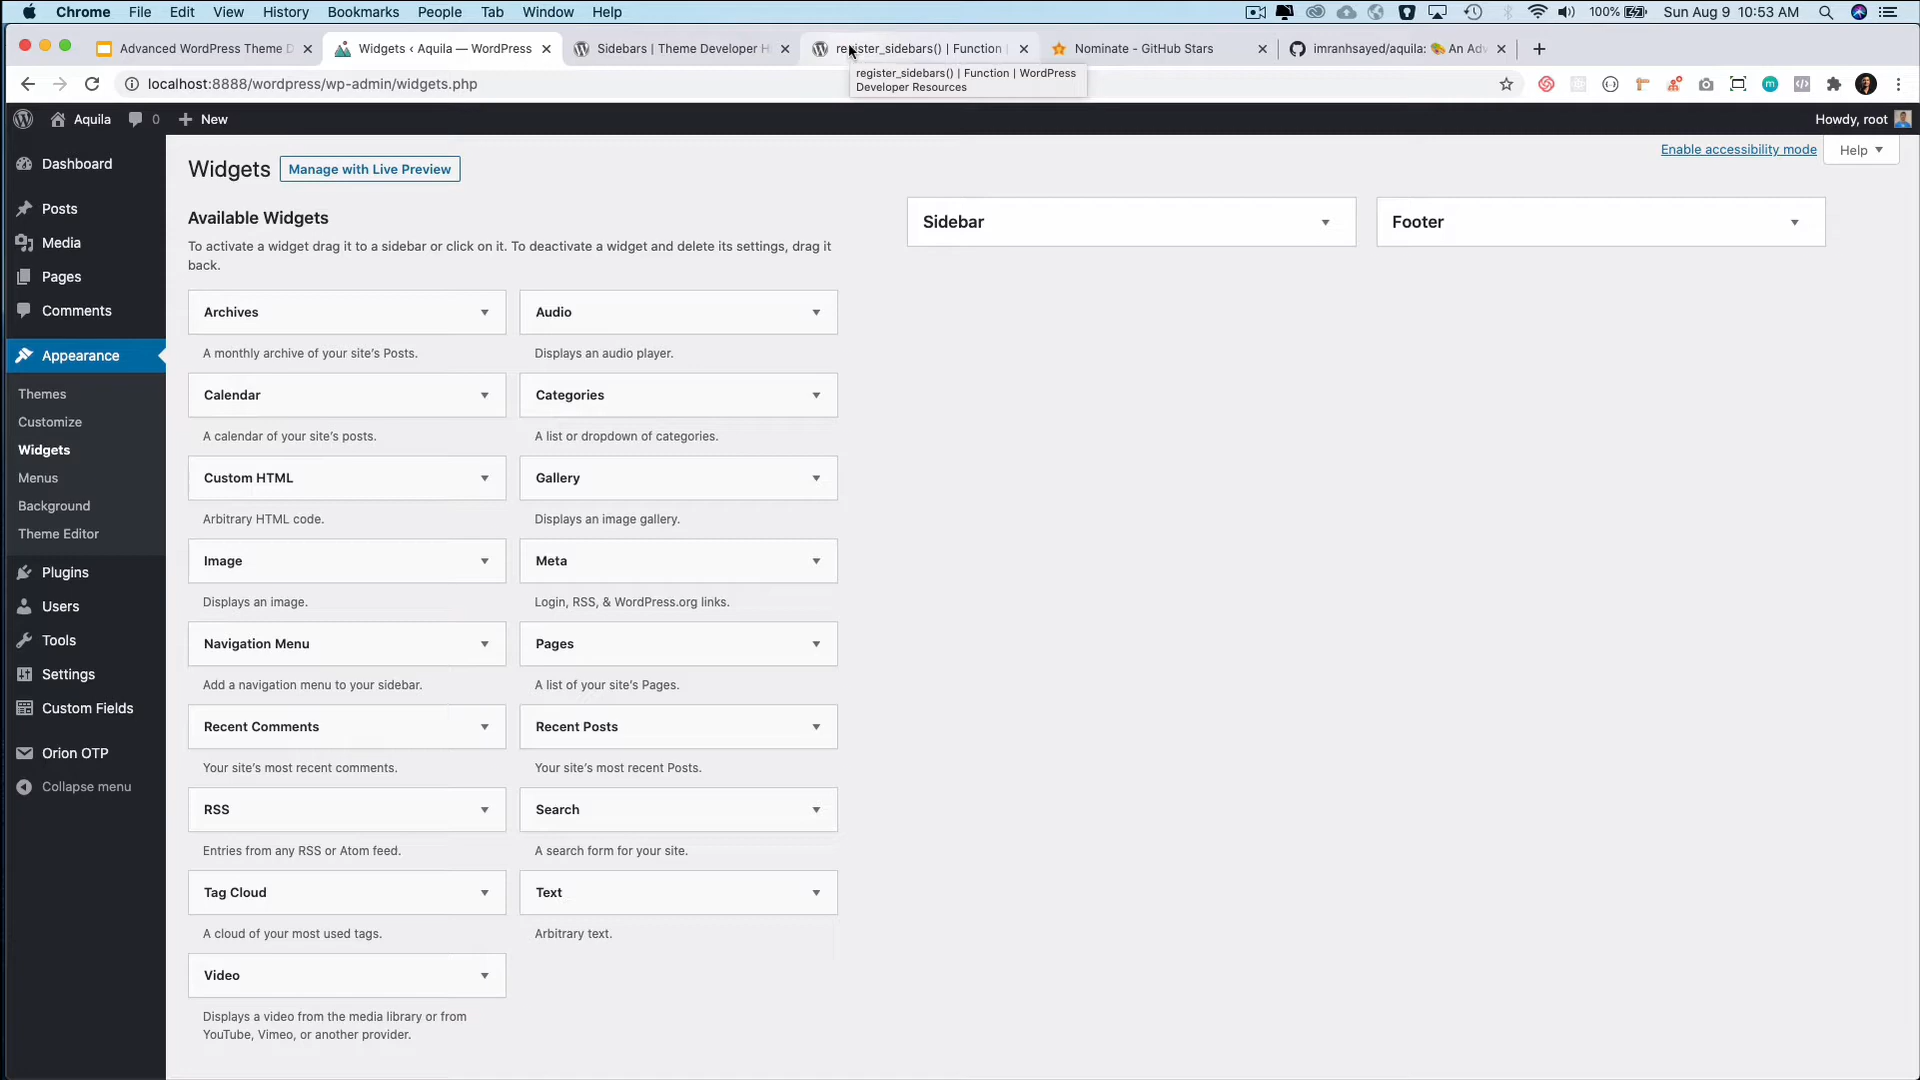 Chrome File Edit View History Bookmarks People Tab Window Help 100% Sun Aug 9 10:53 AM
Advanced WordPress Theme D
Widgets ‹ Aquila — WordPress
Sidebars | Theme Developer H
register_sidebars() | Function |
Nominate - GitHub Stars
imranhsayed/aquila: An Adv
localhost:8888/wordpress/wp-admin/widgets.php
register_sidebars() | Function | WordPress
Developer Resources
Aquila 0 New Howdy, root
Dashboard
Posts
Media
Pages
Comments
Appearance
Themes
Customize
Widgets
Menus
Background
Theme Editor
Plugins
Users
Tools
Settings
Custom Fields
Orion OTP
Collapse menu
Enable accessibility mode
Help
Widgets
Manage with Live Preview
Available Widgets
To activate a widget drag it to a sidebar or click on it. To deactivate a widget and delete its settings, drag it
back.
Archives
A monthly archive of your site’s Posts.
Audio
Displays an audio player.
Calendar
A calendar of your site’s posts.
Categories
A list or dropdown of categories.
Custom HTML
Arbitrary HTML code.
Gallery
Displays an image gallery.
Image
Displays an image.
Meta
Login, RSS, & WordPress.org links.
Navigation Menu
Add a navigation menu to your sidebar.
Pages
A list of your site’s Pages.
Recent Comments
Your site’s most recent comments.
Recent Posts
Your site’s most recent Posts.
RSS
Entries from any RSS or Atom feed.
Search
A search form for your site.
Tag Cloud
A cloud of your most used tags.
Text
Arbitrary text.
Video
Displays a video from the media library or from
YouTube, Vimeo, or another provider.
Sidebar
Footer